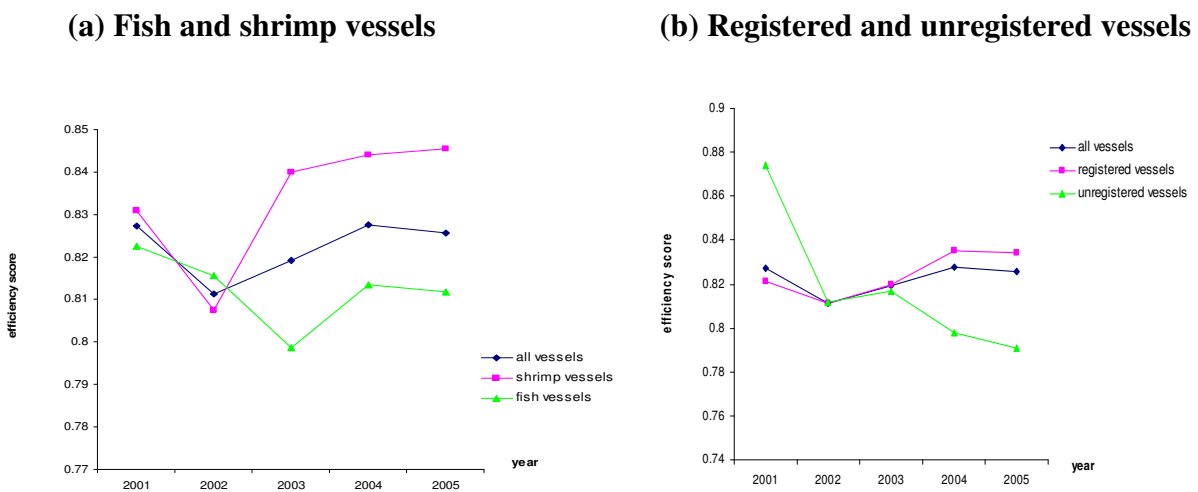 (a) Fish and shrimp vessels
0.85
0.84
0.83
0.82
0.81
0.8
0.79
0.78
0.77
efficiency score
2001 2002 2003 2004 2005
year
all vessels
shrimp vessels
fish vessels
(b) Registered and unregistered vessels
0.9
0.88
0.86
0.84
0.82
0.8
0.78
0.76
0.74
efficiency score
2001 2002 2003 2004 2005
year
all vessels
registered vessels
unregistered vessels